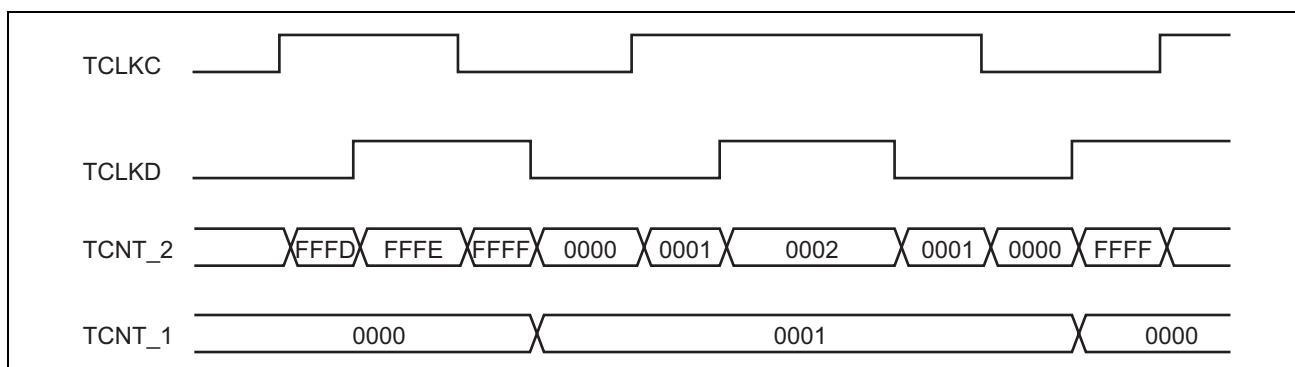 TCLKC
TCLKD
TCNT_2 FFFD FFFE FFFF 0000 0001 0002 0001 0000 FFFF
TCNT_1 0000 0001 0000